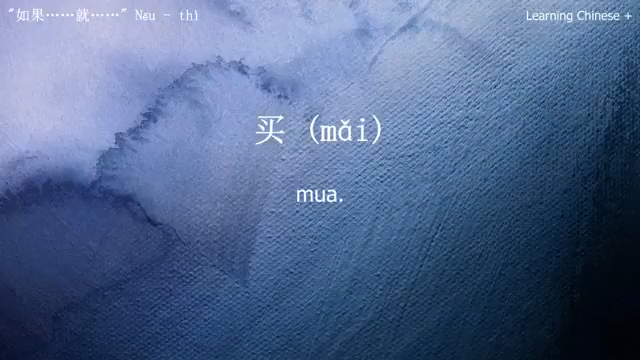 "如果……就……" Nếu - thì
Learning Chinese +
买 (mǎi)
mua.